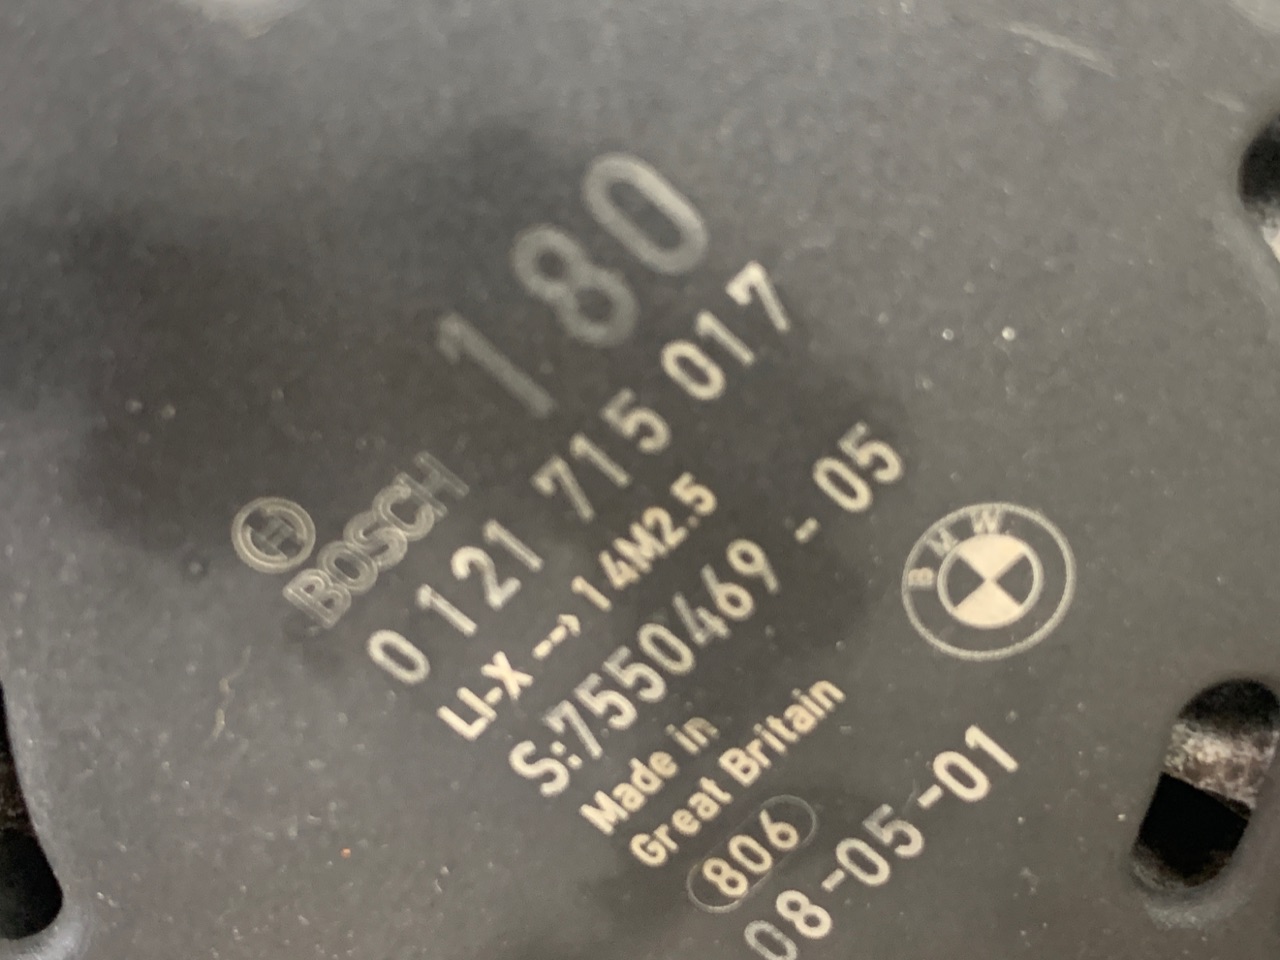 180
BOSCH
0 121 715 017
LI-X --> 14M2.5
S:7550469 - 05
BMW
Made in
Great Britain
806
08-05-01